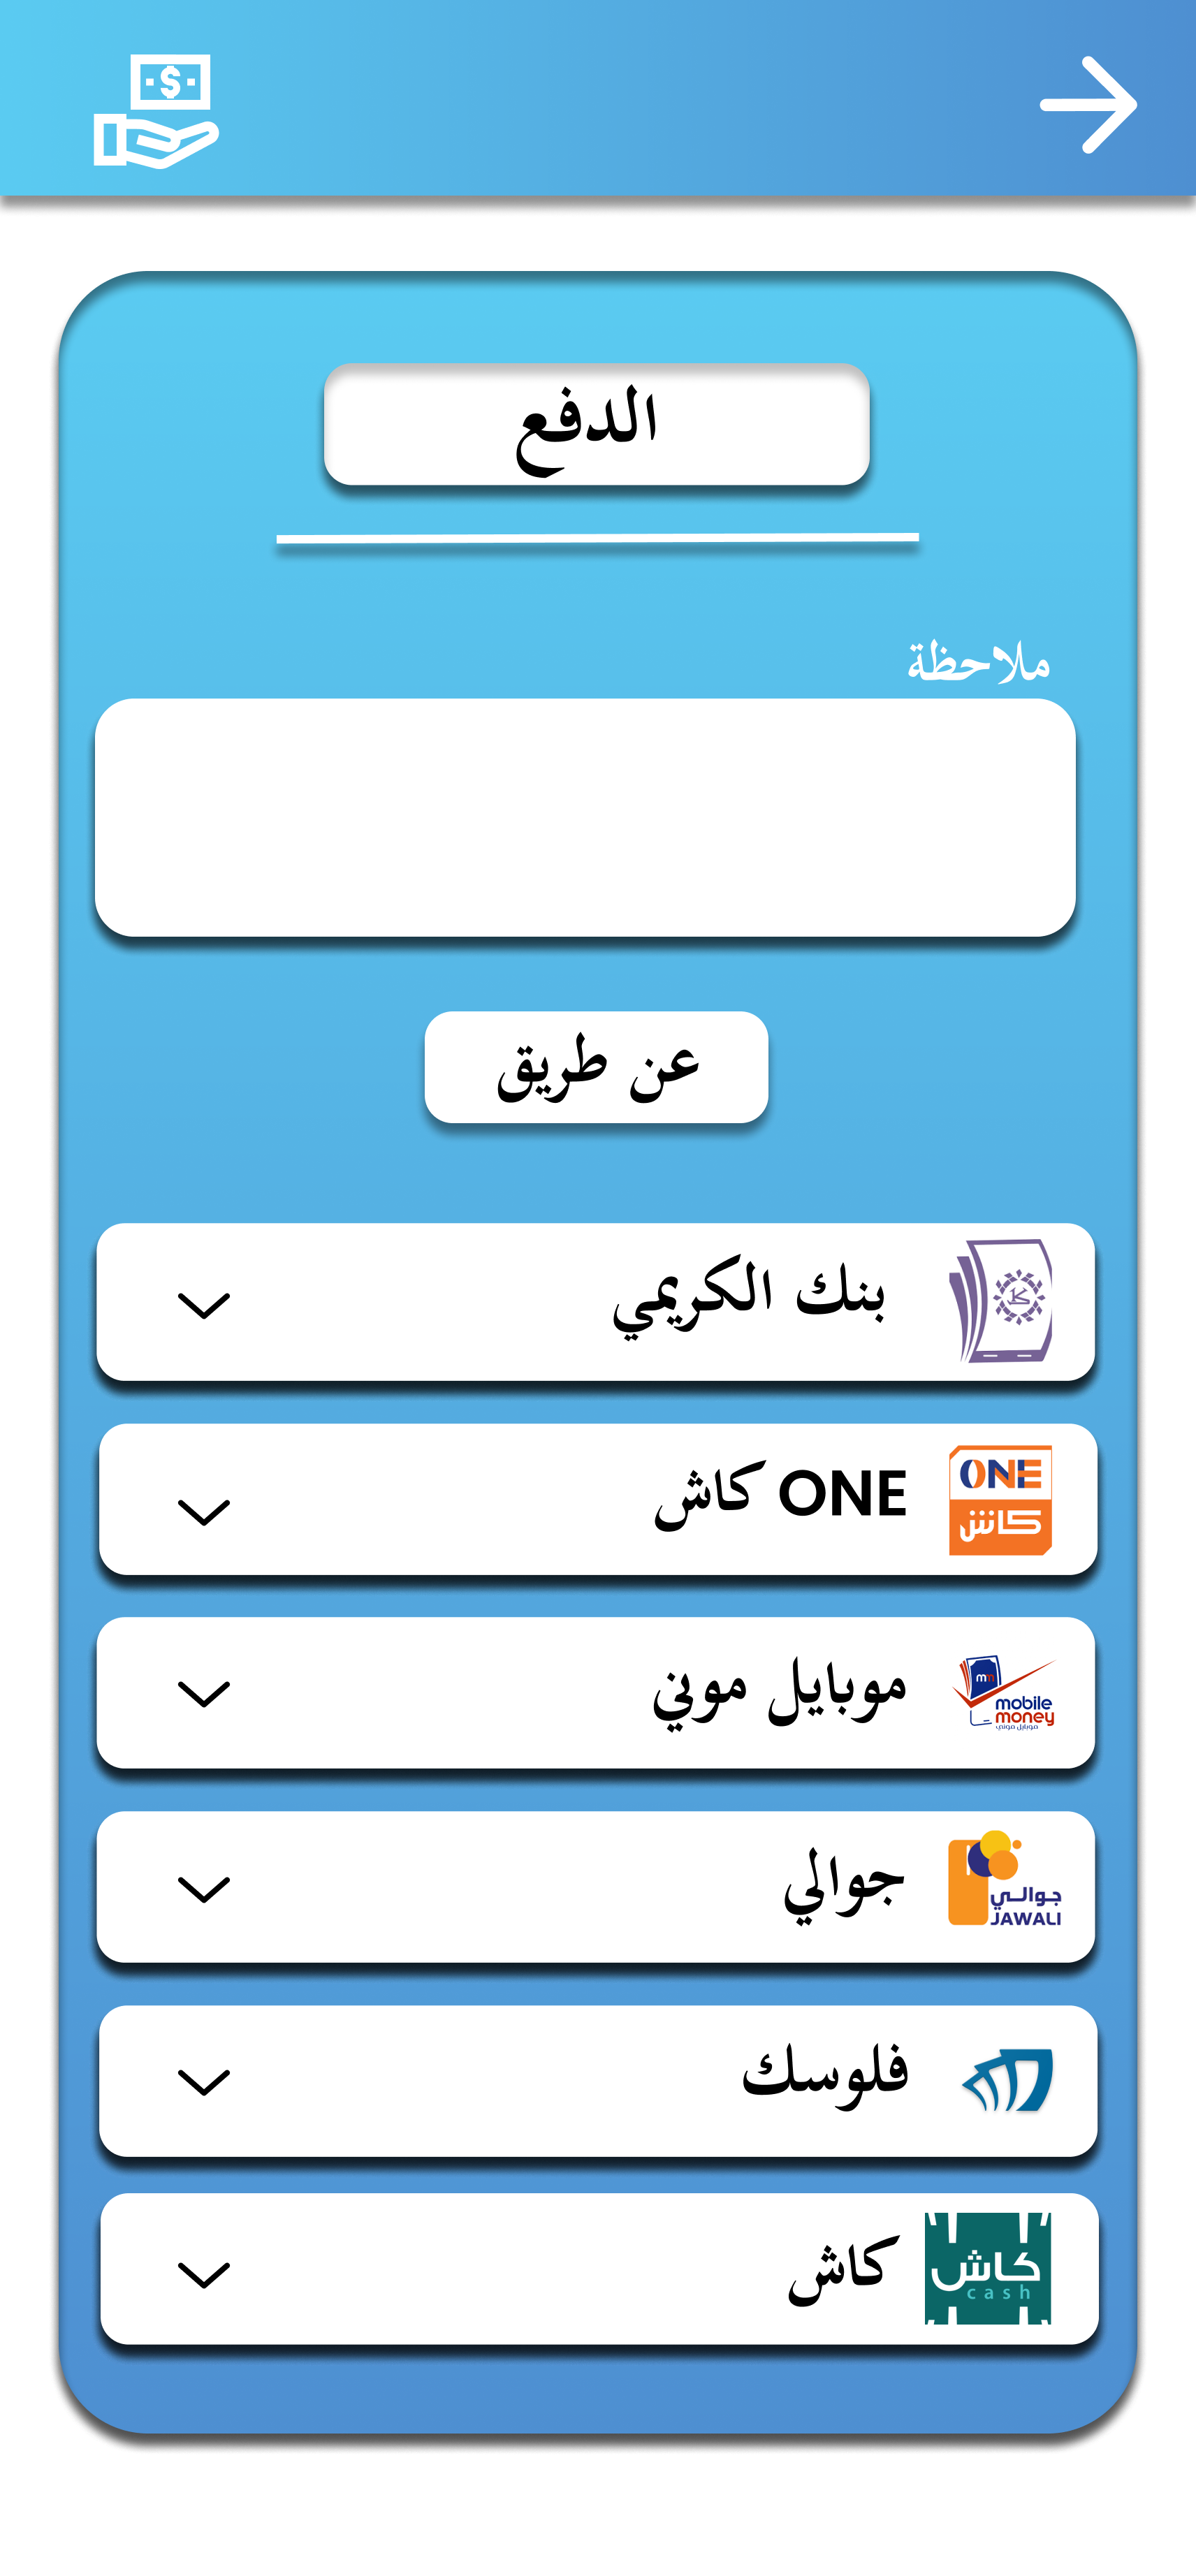 الدفع
ملاحظة
عن طريق
بنك الكريمي
ONE كاش
ONE
كاش
موبايل موني
mm
mobile
money
موبايل موني
جوالي
جوالي
JAWALI
فلوسك
كاش
كاش
cash